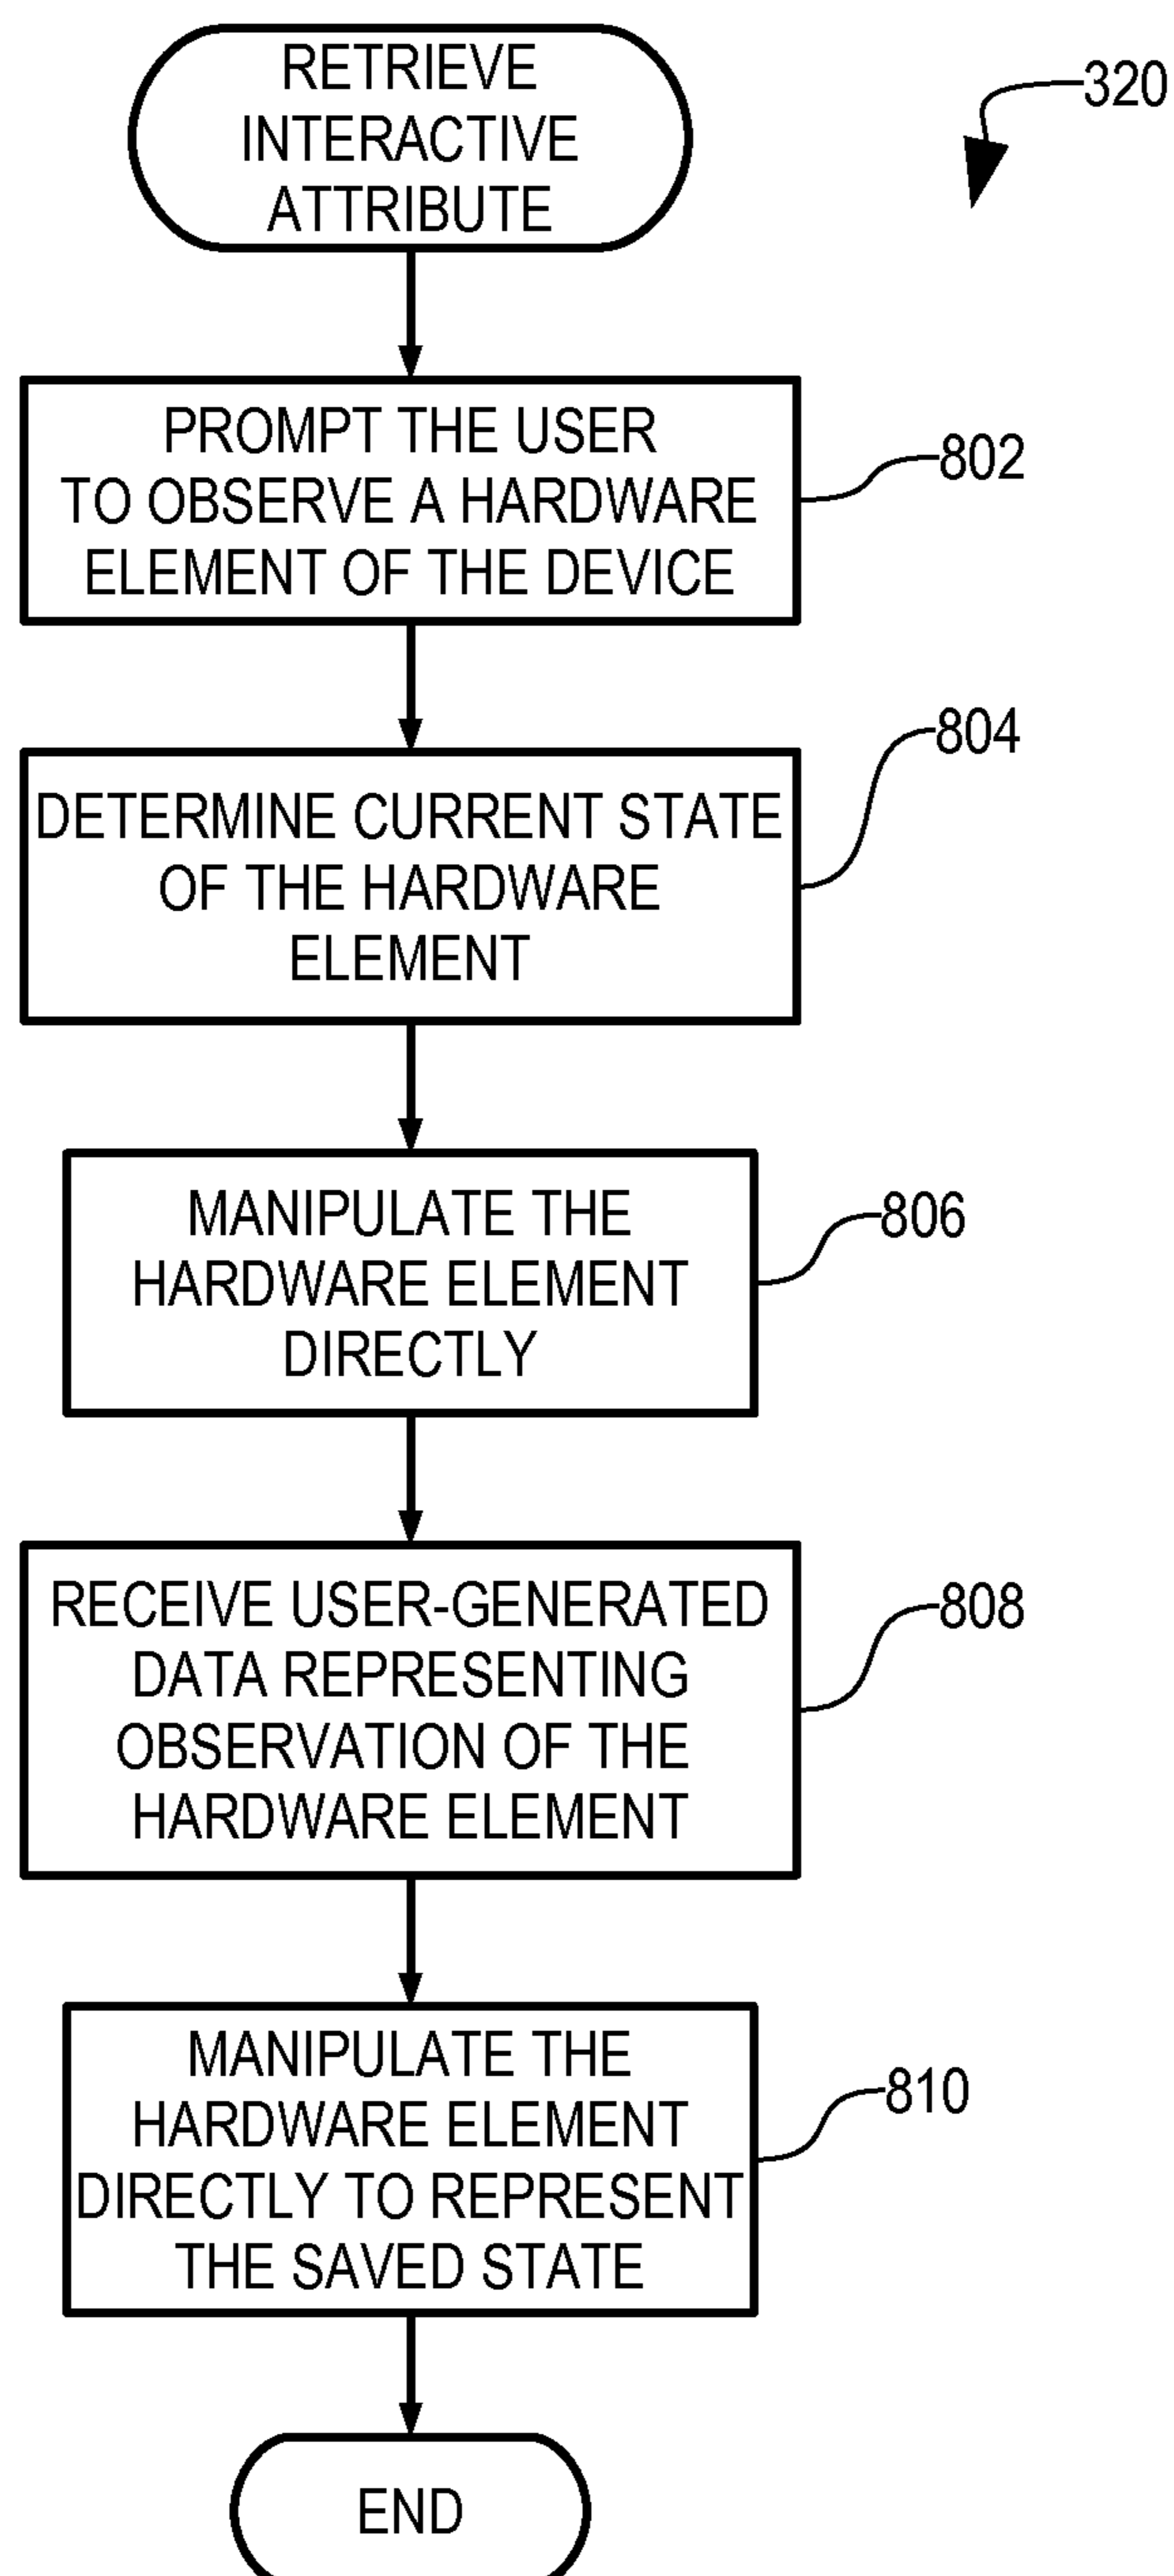 RETRIEVE
INTERACTIVE
ATTRIBUTE
320
PROMPT THE USER
TO OBSERVE A HARDWARE
ELEMENT OF THE DEVICE
802
DETERMINE CURRENT STATE
OF THE HARDWARE
ELEMENT
804
MANIPULATE THE
HARDWARE ELEMENT
DIRECTLY
806
RECEIVE USER-GENERATED
DATA REPRESENTING
OBSERVATION OF THE
HARDWARE ELEMENT
808
MANIPULATE THE
HARDWARE ELEMENT
DIRECTLY TO REPRESENT
THE SAVED STATE
810
END